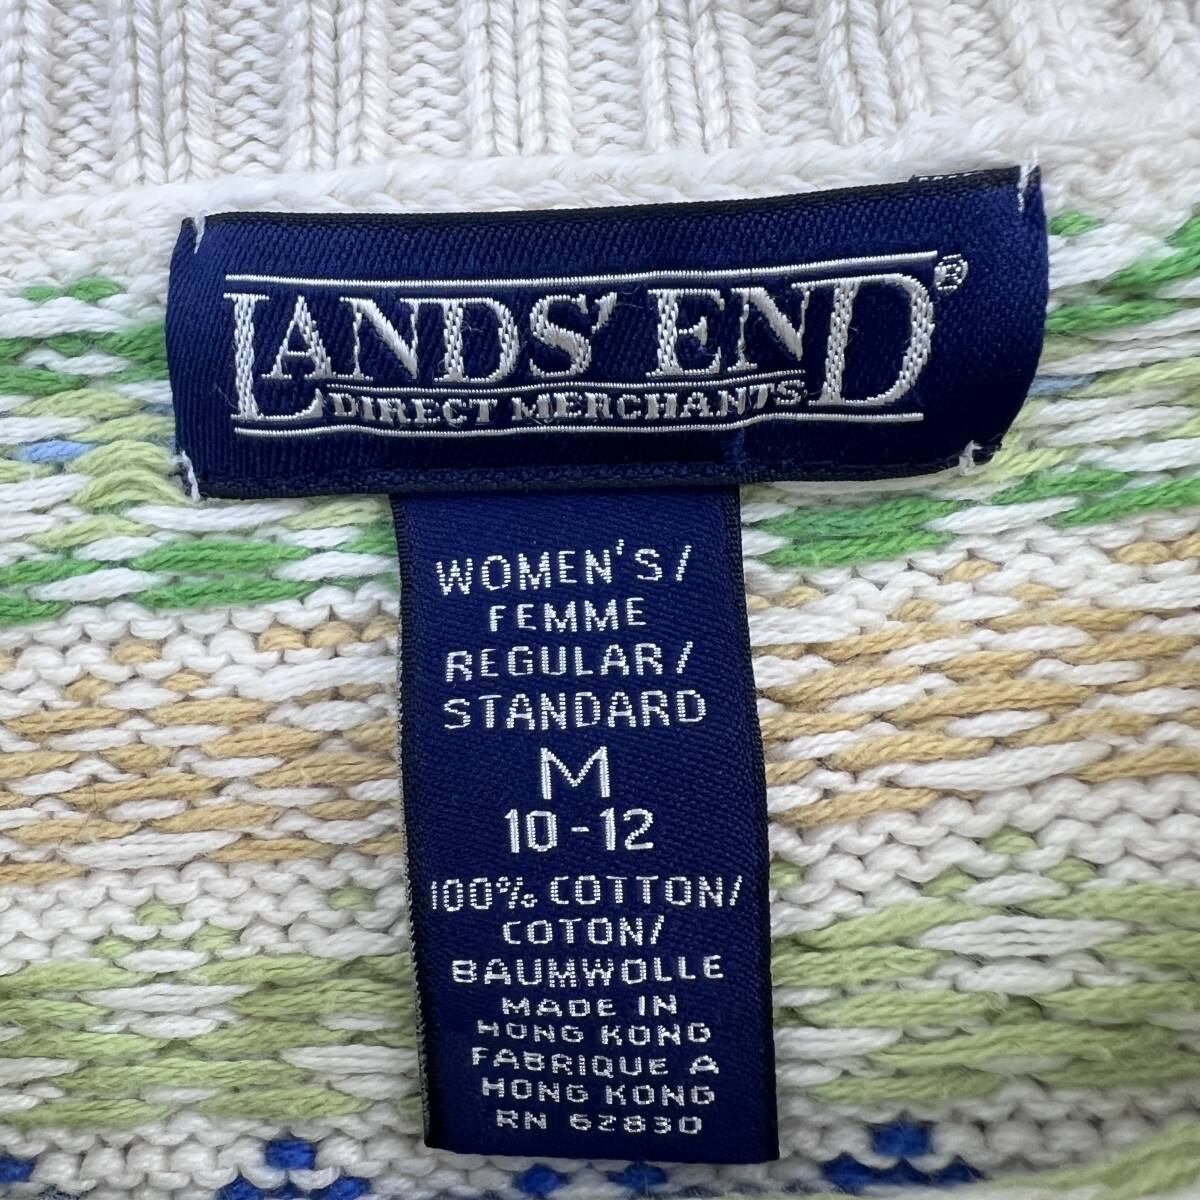 LANDS' END®
DIRECT MERCHANTS
WOMEN'S/
FEMME
REGULAR/
STANDARD
M
10-12
100% COTTON/
COTON/
BAUMWOLLE
MADE IN
HONG KONG
FABRIQUE A
HONG KONG
RN 62830